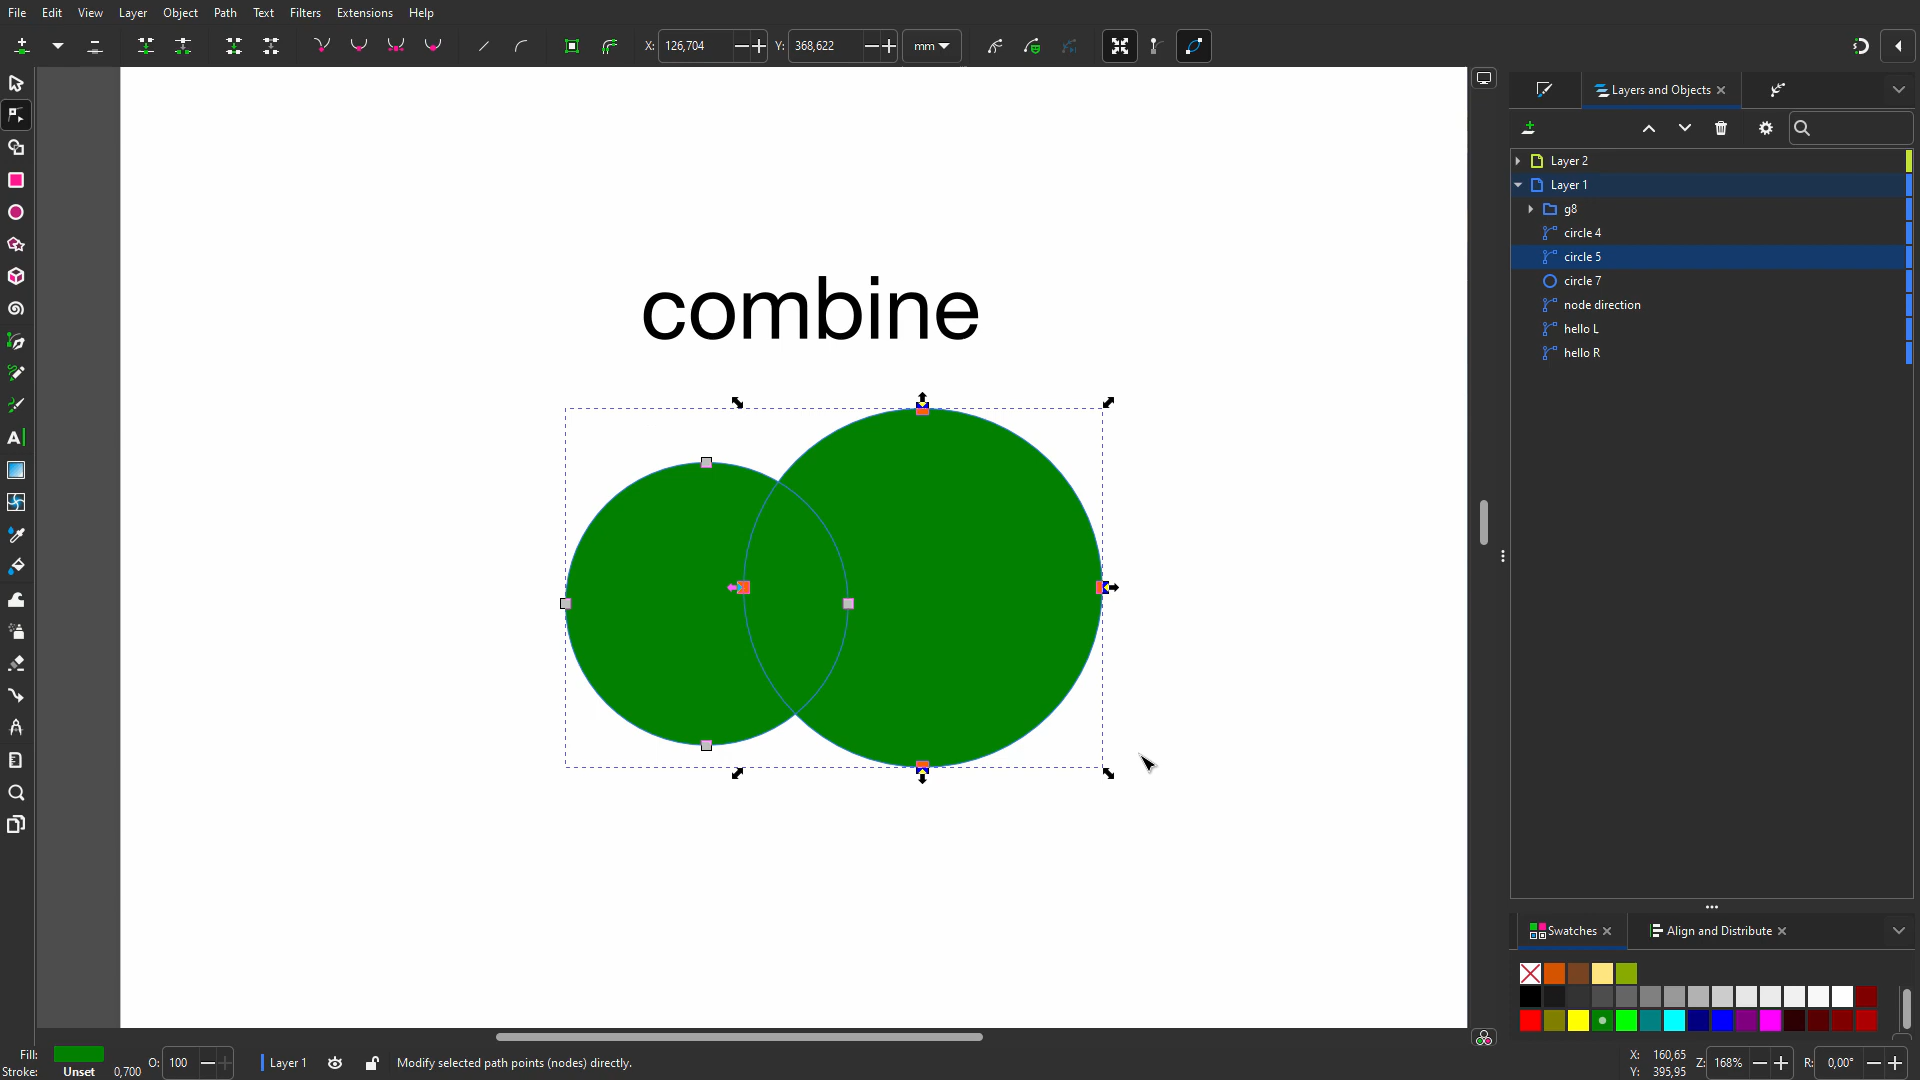 File Edit View Layer Object Path Text Filters Extensions Help
X: 126,704 Y: 368,622 mm
Layers and Objects
Layer 2
Layer 1
g8
circle 4
circle 5
circle 7
node direction
hello L
hello R
combine
Swatches Align and Distribute
Fill:
Stroke: Unset 0,700
O: 100
Layer 1
Modify selected path points (nodes) directly.
X: 160,65
Y: 395,95
Z: 168%
R: 0,00°